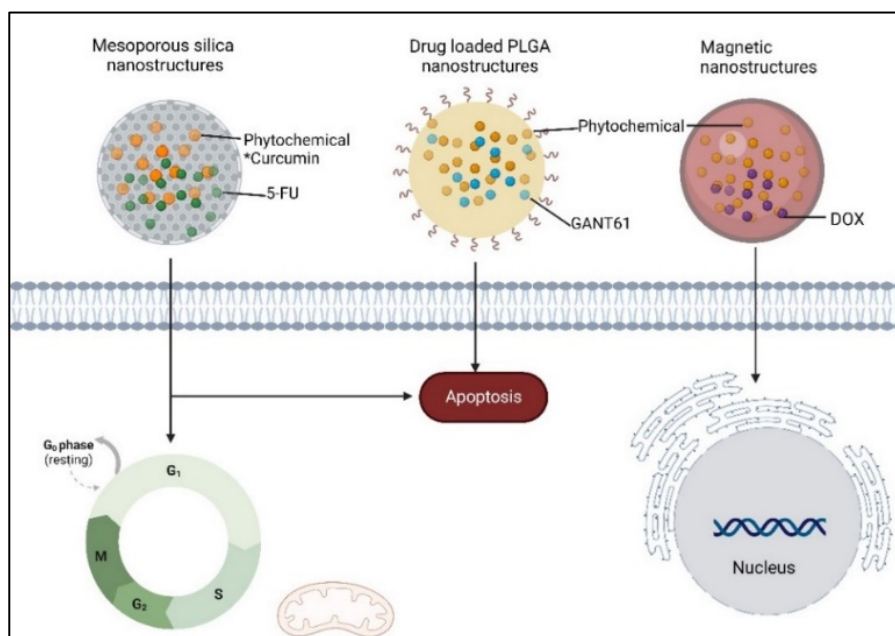 Mesoporous silica
nanostructures
Drug loaded PLGA
nanostructures
Magnetic
nanostructures
Phytochemical
*Curcumin
5-FU
Phytochemical
GANT61
DOX
Apoptosis
G₀ phase
(resting)
G₁
M
G₂
S
Nucleus